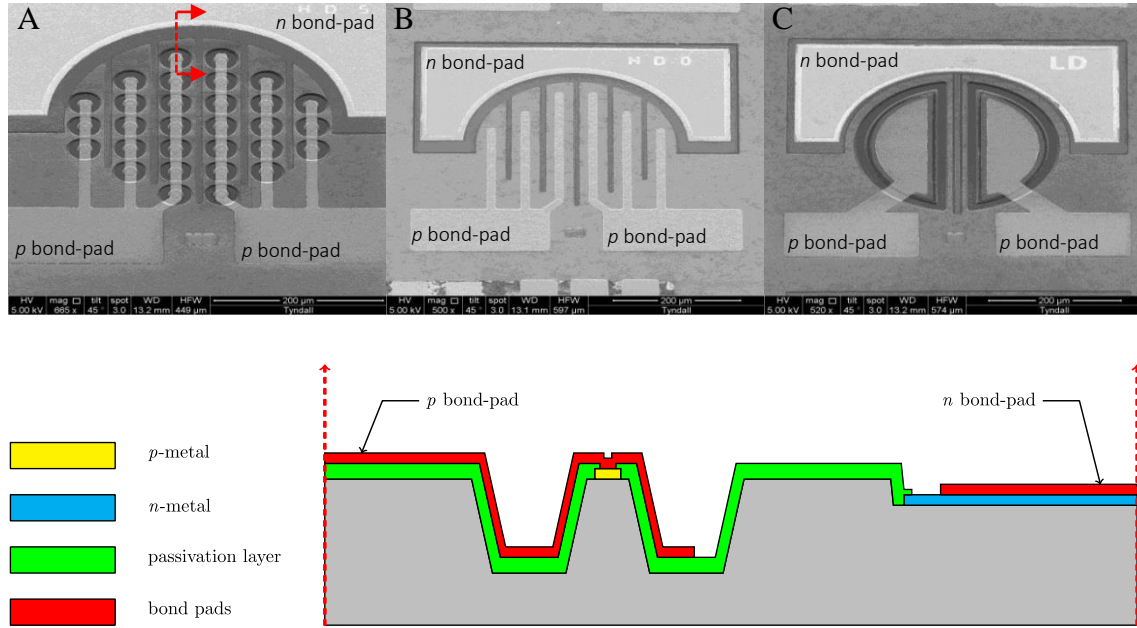 A
H D S
n bond-pad
p bond-pad
p bond-pad
HV mag tilt spot WD HFW 200 µm
5.00 kV 665 x 45 ° 3.0 13.2 mm 449 µm Tyndall
B
n bond-pad
p bond-pad
p bond-pad
HV mag tilt spot WD HFW 200 µm
5.00 kV 500 x 45 ° 3.0 13.1 mm 597 µm Tyndall
C
n bond-pad
LD
p bond-pad
p bond-pad
HV mag tilt spot WD HFW 200 µm
5.00 kV 520 x 45 ° 3.0 13.2 mm 574 µm Tyndall
p bond-pad
n bond-pad
p-metal
n-metal
passivation layer
bond pads